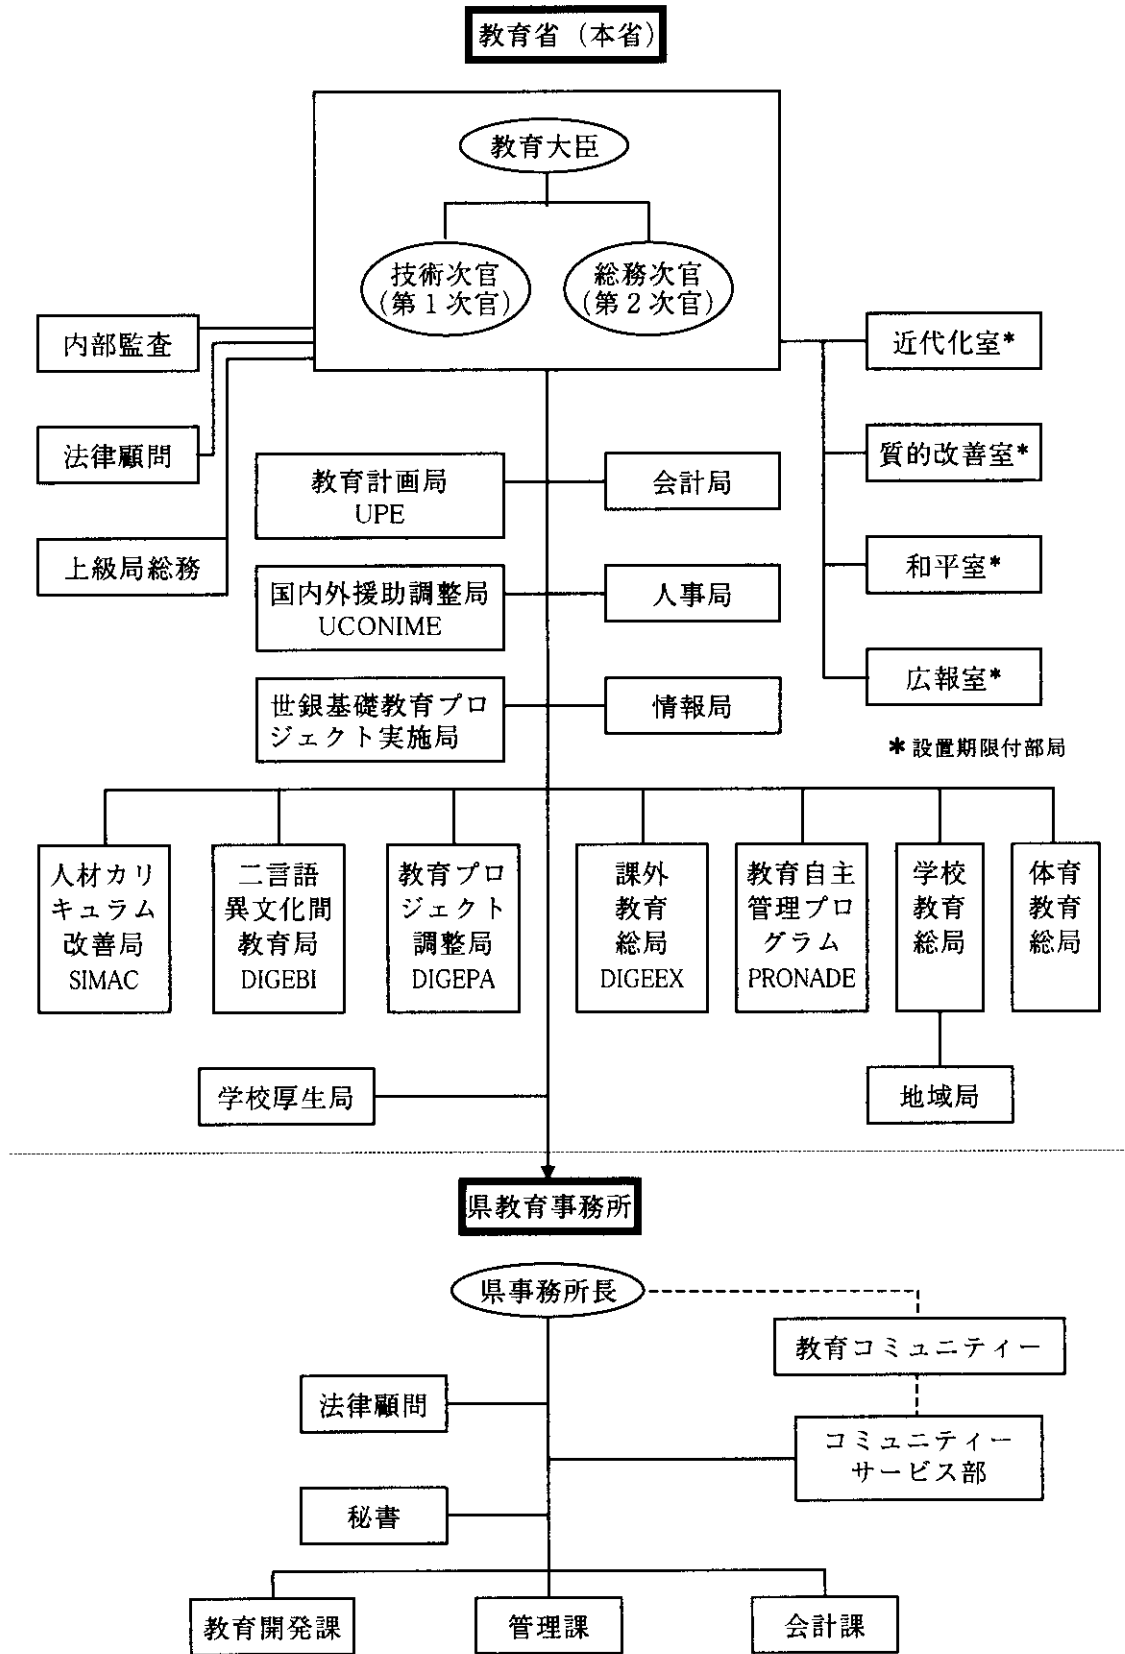 教育省（本省）
教育大臣
技術次官
(第１次官)
総務次官
(第２次官)
内部監査
法律顧問
上級局総務
近代化室*
質的改善室*
和平室*
広報室*
* 設置期限付部局
教育計画局
UPE
会計局
国内外援助調整局
UCONIME
人事局
世銀基礎教育プロ
ジェクト実施局
情報局
人材カリ
キュラム
改善局
SIMAC
二言語
異文化間
教育局
DIGEBI
教育プロ
ジェクト
調整局
DIGEPA
課外
教育
総局
DIGEEX
教育自主
管理プロ
グラム
PRONADE
学校
教育
総局
体育
教育
総局
学校厚生局
地域局
県教育事務所
県事務所長
教育コミュニティー
法律顧問
コミュニティー
サービス部
秘書
教育開発課
管理課
会計課